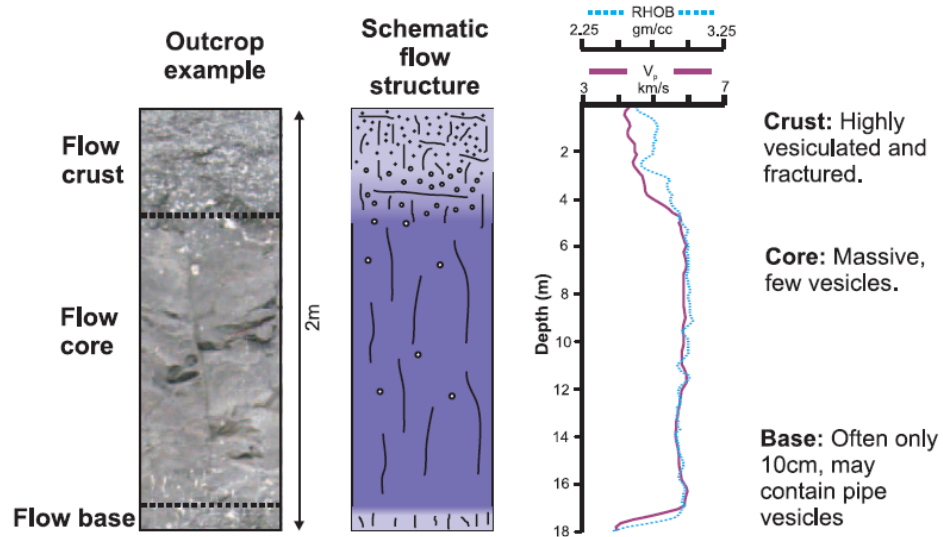 Outcrop
example
Schematic
flow
structure
RHOB
2.25 gm/cc 3.25
Vp
3 km/s 7
Flow
crust
Flow
core
Flow base
2m
Depth (m)
2
4
6
8
10
12
14
16
18
Crust: Highly
vesiculated and
fractured.
Core: Massive,
few vesicles.
Base: Often only
10cm, may
contain pipe
vesicles